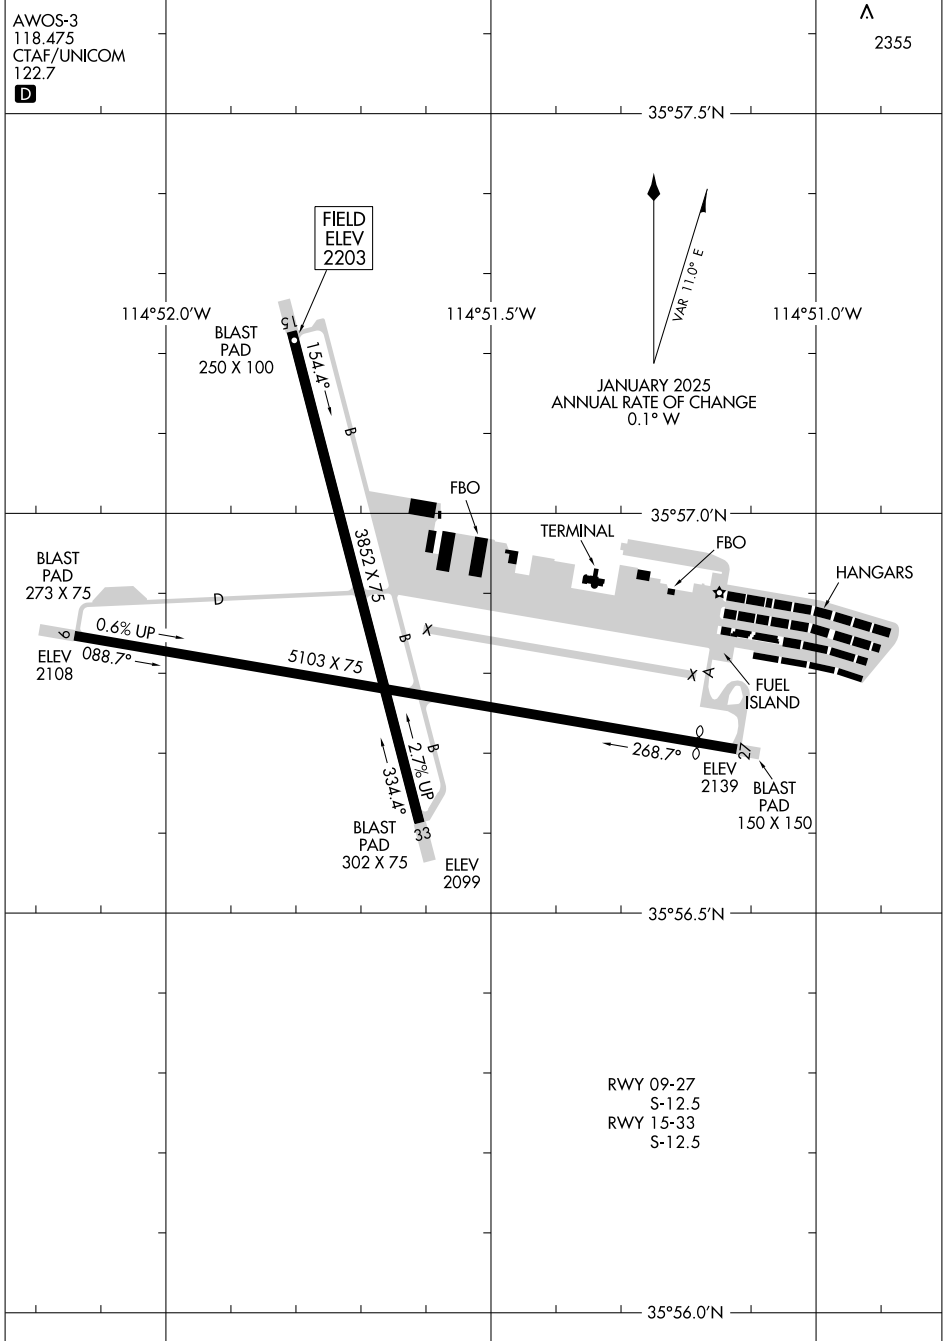 AWOS-3
118.475
CTAF/UNICOM
122.7
D
2355
35°57.5'N
FIELD
ELEV
2203
VAR 11.0° E
114°52.0'W
114°51.5'W
114°51.0'W
15
BLAST
PAD
250 X 100
154.4°
JANUARY 2025
ANNUAL RATE OF CHANGE
0.1° W
B
FBO
35°57.0'N
TERMINAL
FBO
3852 X 75
HANGARS
BLAST
PAD
273 X 75
D
9
0.6% UP
B
X
088.7°
ELEV
2108
5103 X 75
X
A
FUEL
ISLAND
2.7% UP
B
268.7°
27
ELEV
2139
334.4°
BLAST
PAD
150 X 150
33
BLAST
PAD
302 X 75
ELEV
2099
35°56.5'N
RWY 09-27
S-12.5
RWY 15-33
S-12.5
35°56.0'N